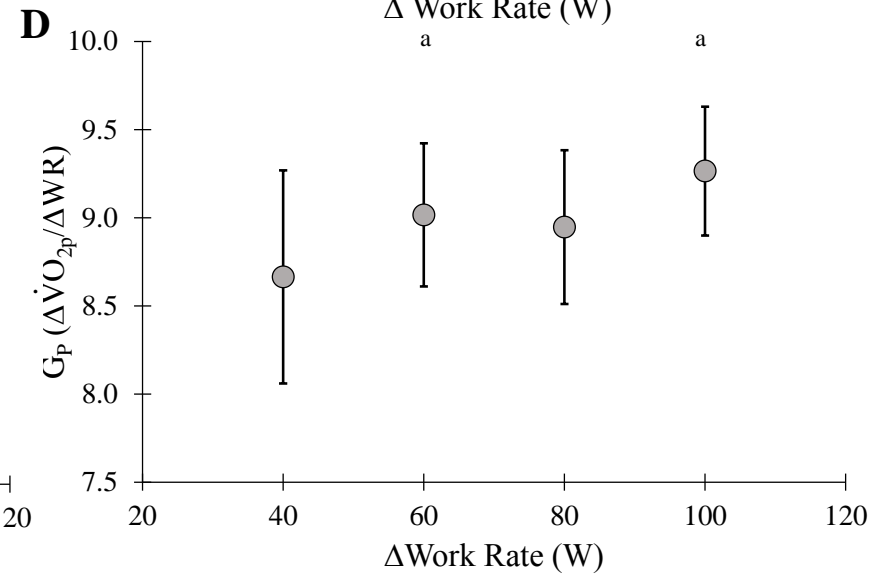 Δ Work Rate (W)
D
10.0
a
a
9.5
9.0
8.5
8.0
7.5
G_P (ΔV̇O_2p/ΔWR)
20
20
40
60
80
100
120
ΔWork Rate (W)